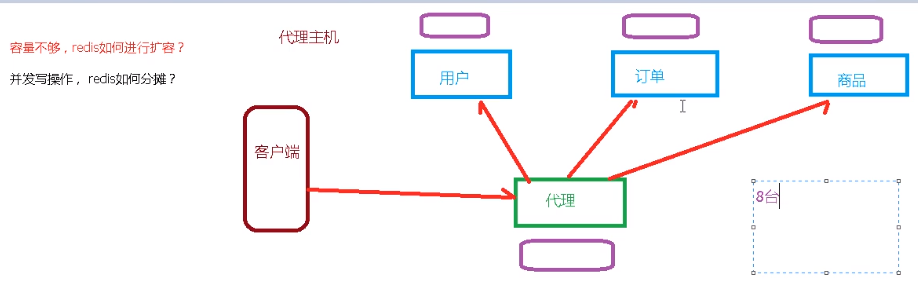 容量不够，redis如何进行扩容？
并发写操作， redis如何分摊？
代理主机
用户
订单
商品
客户端
代理
8台